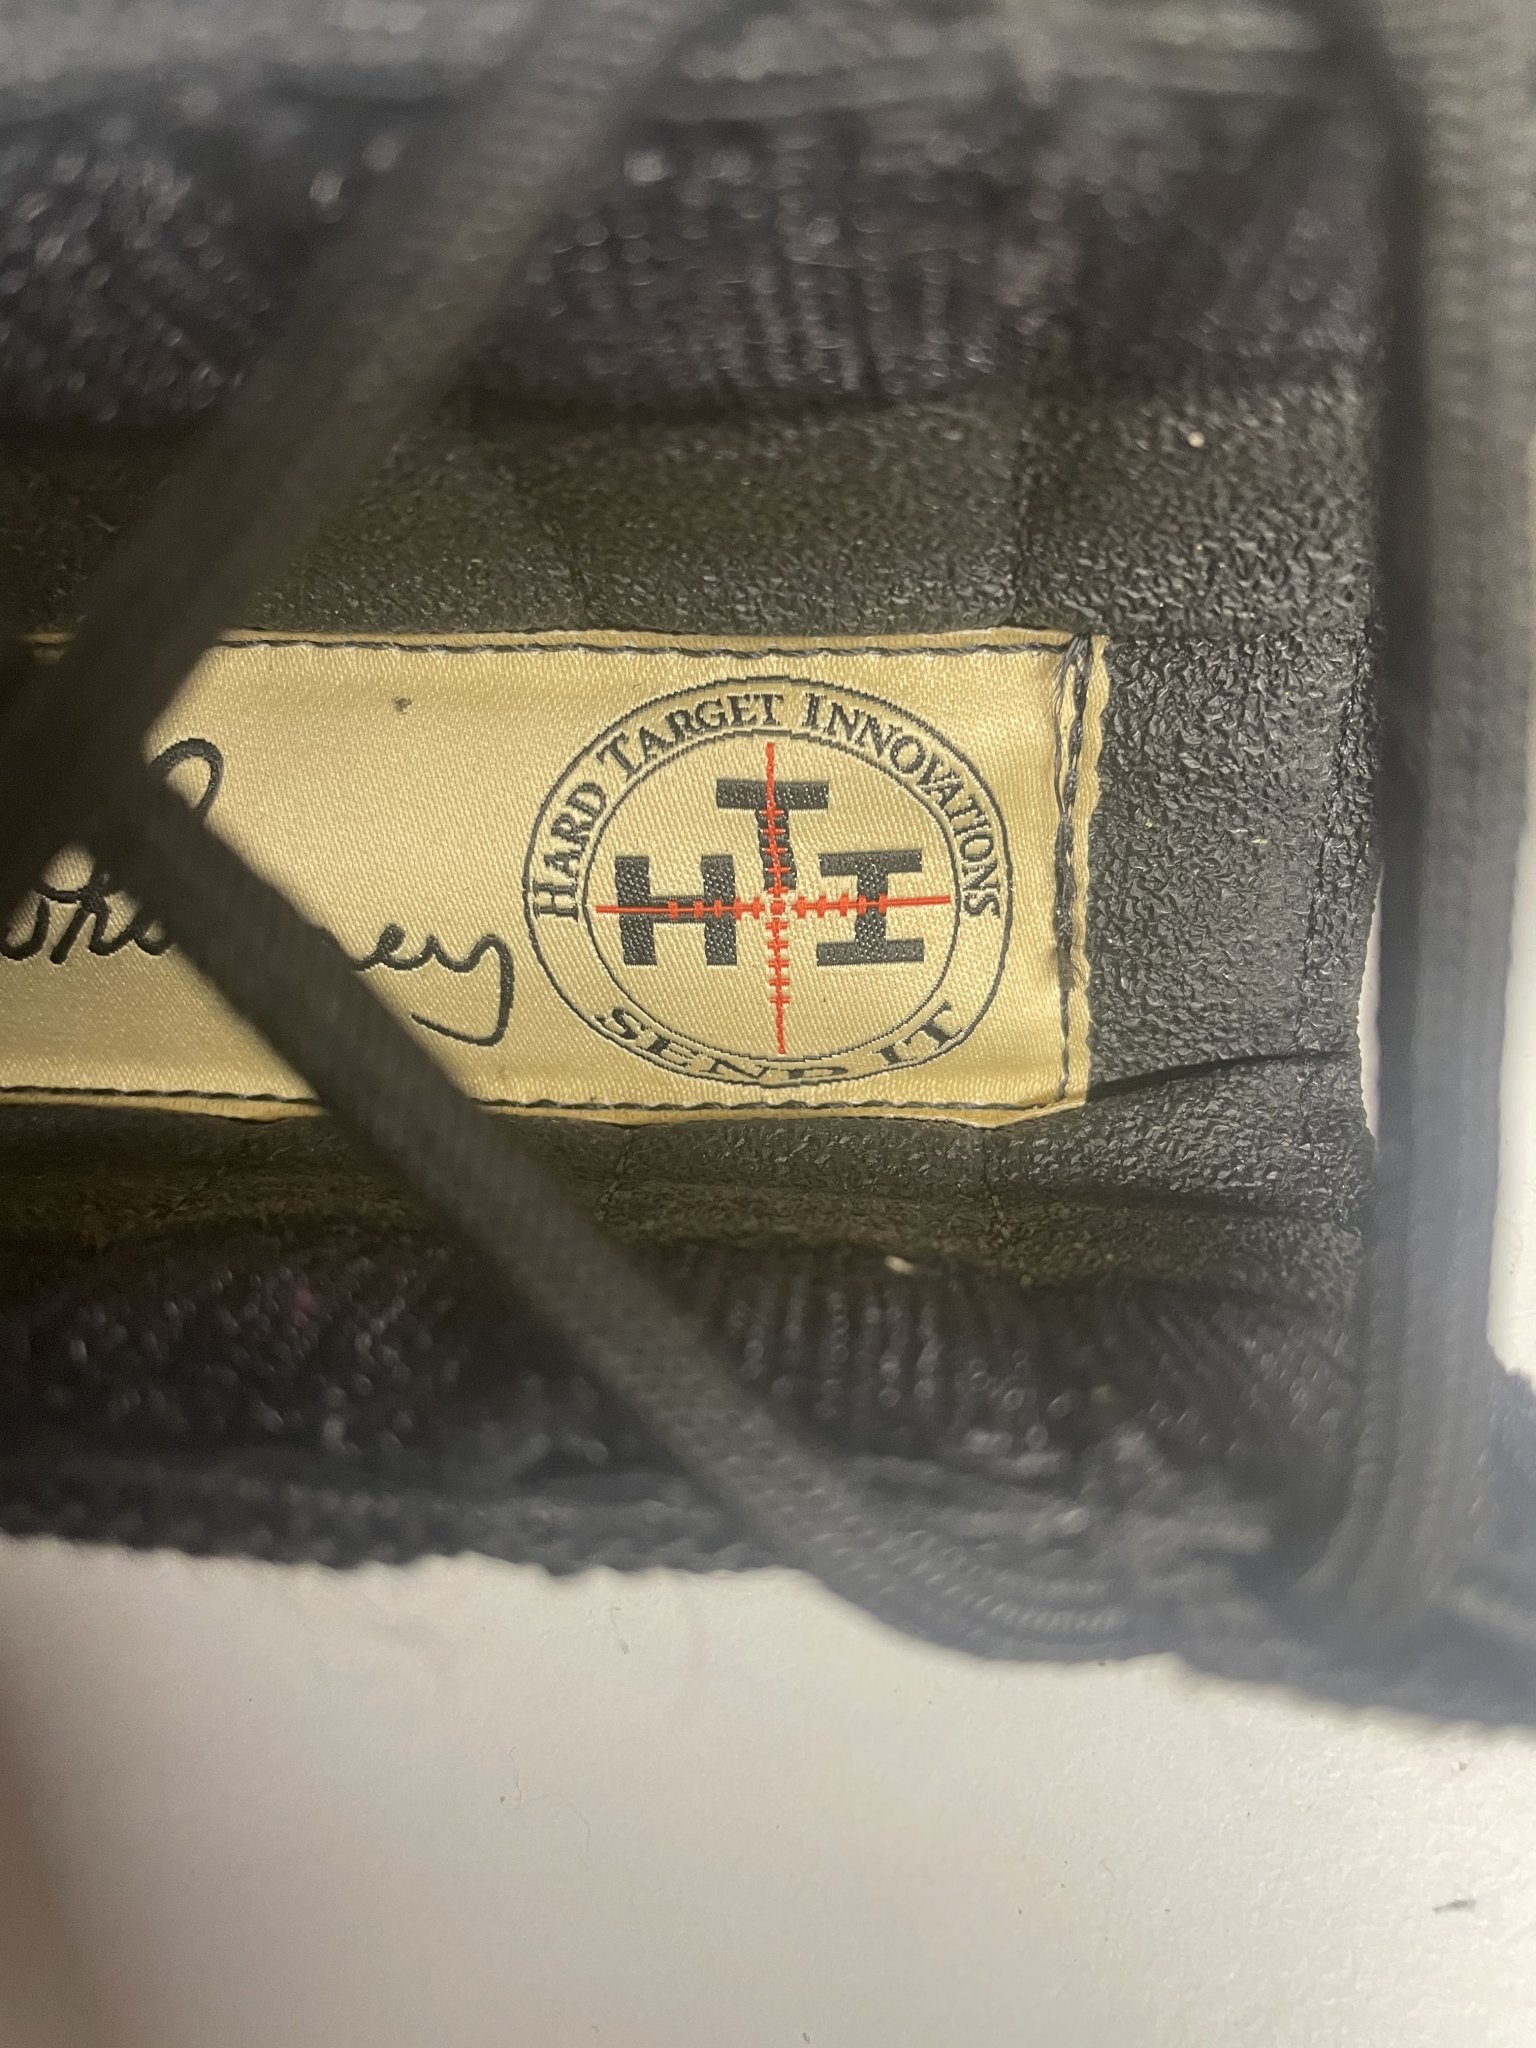 HARD TARGET INNOVATIONS
HTI
SEND IT